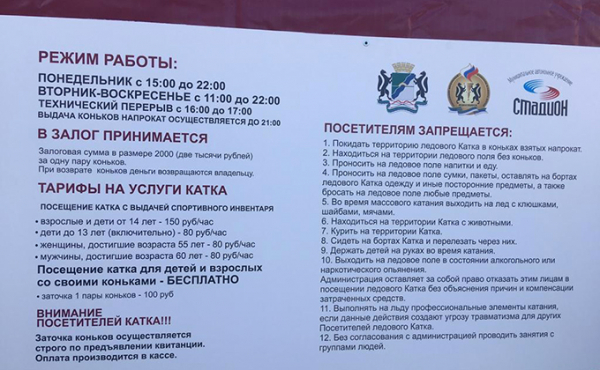 РЕЖИМ РАБОТЫ:
ПОНЕДЕЛЬНИК с 15:00 до 22:00
ВТОРНИК-ВОСКРЕСЕНЬЕ с 11:00 до 22:00
ТЕХНИЧЕСКИЙ ПЕРЕРЫВ с 16:00 до 17:00
ВЫДАЧА КОНЬКОВ НАПРОКАТ ОСУЩЕСТВЛЯЕТСЯ ДО 21:00
В ЗАЛОГ ПРИНИМАЕТСЯ
Залоговая сумма в размере 2000 (две тысячи рублей)
за одну пару коньков.
При возврате коньков деньги возвращаются владельцу.
ТАРИФЫ НА УСЛУГИ КАТКА
ПОСЕЩЕНИЕ КАТКА С ВЫДАЧЕЙ СПОРТИВНОГО ИНВЕНТАРЯ
• взрослые и дети от 14 лет - 150 руб/час
• дети до 13 лет (включительно) - 80 руб/час
• женщины, достигшие возраста 55 лет - 80 руб/час
• мужчины, достигшие возраста 60 лет - 80 руб/час
Посещение катка для детей и взрослых
со своими коньками - БЕСПЛАТНО
• заточка 1 пары коньков - 100 руб
ВНИМАНИЕ
ПОСЕТИТЕЛЕЙ КАТКА!!!
Заточка коньков осуществляется
строго по предъявлении квитанции.
Оплата производится в кассе.
СТАДИОН
ПОСЕТИТЕЛЯМ ЗАПРЕЩАЕТСЯ:
1. Покидать территорию ледового Катка в коньках взятых напрокат.
2. Находиться на территории ледового поля без коньков.
3. Проносить на ледовое поле напитки и еду.
4. Проносить на ледовое поле сумки, пакеты, оставлять на бортах
ледового Катка одежду и иные посторонние предметы, а также
бросать на ледовое поле любые предметы.
5. Во время массового катания выходить на лед с клюшками,
шайбами, мячами.
6. Находиться на территории Катка с животными.
7. Курить на территории Катка.
8. Сидеть на бортах Катка и перелезать через них.
9. Держать детей на руках во время катания.
10. Выходить на ледовое поле в состоянии алкогольного или
наркотического опьянения.
Администрация оставляет за собой право отказать этим лицам в
посещении ледового Катка без объяснения причин и компенсации
затраченных средств.
11. Выполнять на льду профессиональные элементы катания,
если данные действия создают угрозу травматизма для других
Посетителей ледового Катка.
12. Без согласования с администрацией проводить занятия с
группами людей.